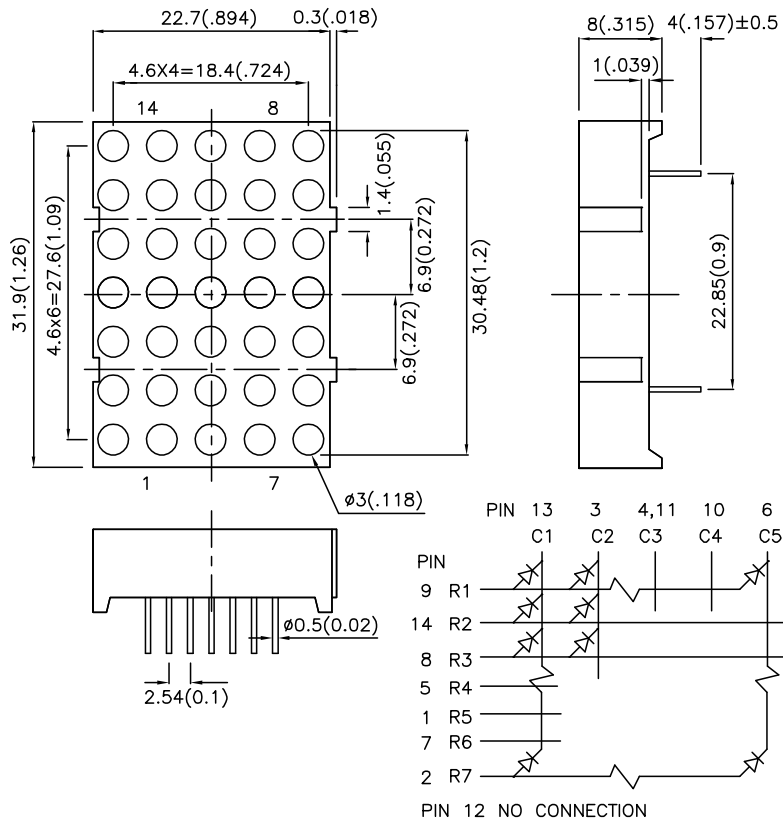 22.7(.894) 0.3(.018)
4.6X4=18.4(.724)
14 8
31.9(1.26)
4.6x6=27.6(1.09)
1.4(.055)
6.9(0.272)
6.9(.272)
30.48(1.2)
1 7
ø3(.118)
8(.315) 4(.157)±0.5
1(.039)
22.85(0.9)
ø0.5(0.02)
2.54(0.1)
PIN 13 3 4,11 10 6
C1 C2 C3 C4 C5
PIN
9 R1
14 R2
8 R3
5 R4
1 R5
7 R6
2 R7
PIN 12 NO CONNECTION